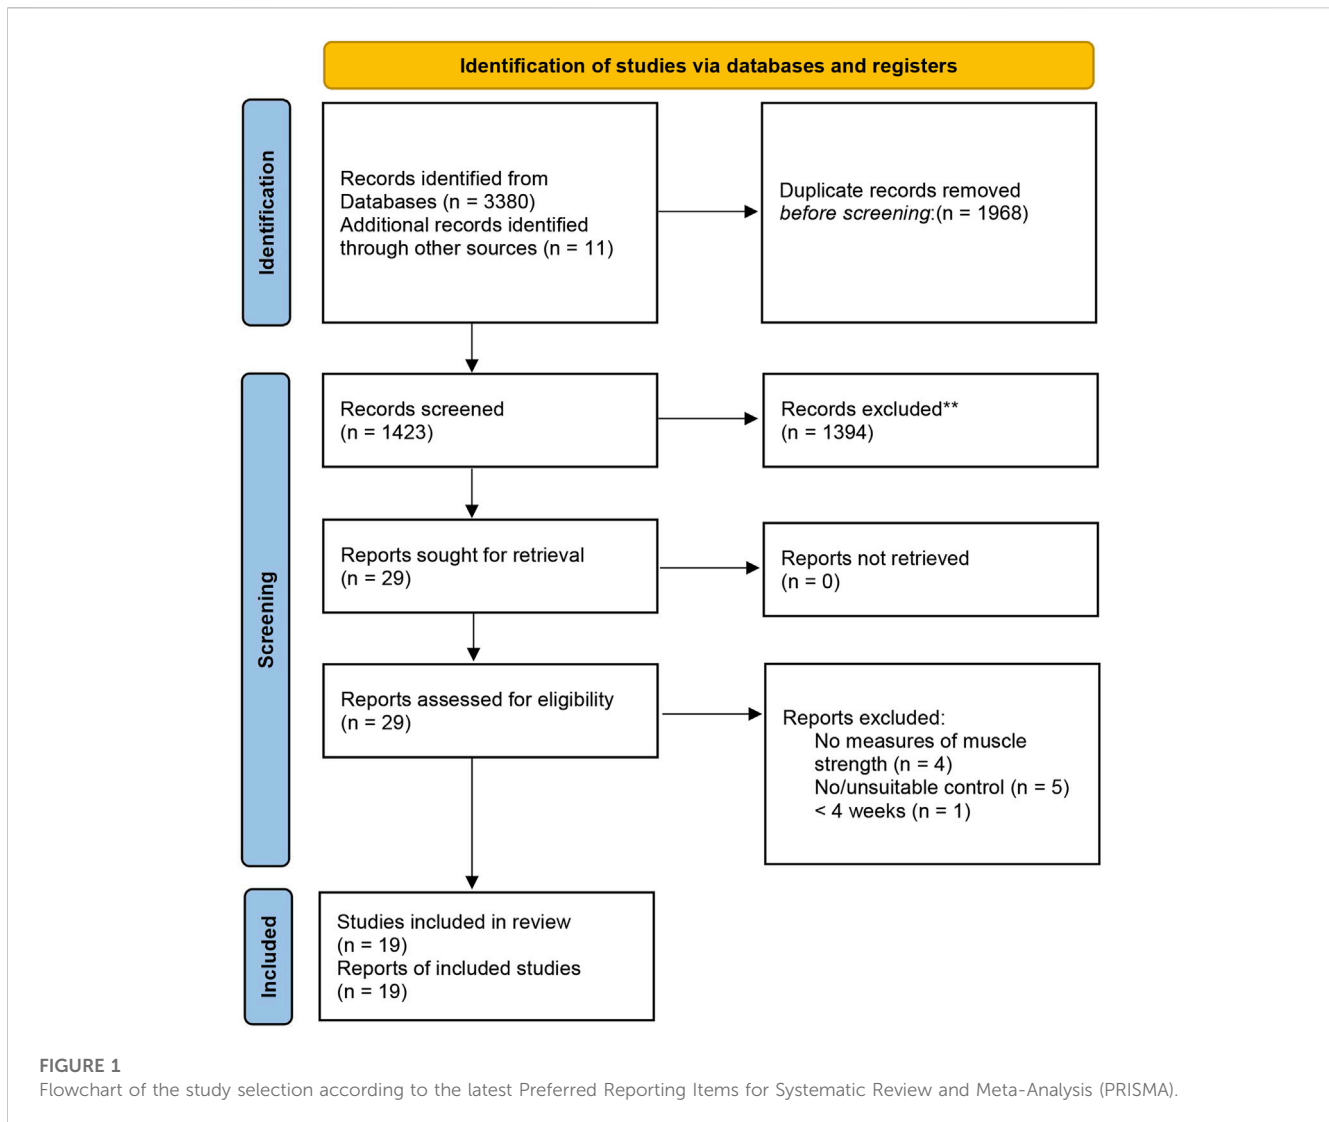 Identification of studies via databases and registers
Identification
Records identified from
Databases (n = 3380)
Additional records identified
through other sources (n = 11)
Duplicate records removed
before screening:(n = 1968)
Screening
Records screened
(n = 1423)
Records excluded**
(n = 1394)
Reports sought for retrieval
(n = 29)
Reports not retrieved
(n = 0)
Reports assessed for eligibility
(n = 29)
Reports excluded:
No measures of muscle
strength (n = 4)
No/unsuitable control (n = 5)
< 4 weeks (n = 1)
Included
Studies included in review
(n = 19)
Reports of included studies
(n = 19)
FIGURE 1
Flowchart of the study selection according to the latest Preferred Reporting Items for Systematic Review and Meta-Analysis (PRISMA).